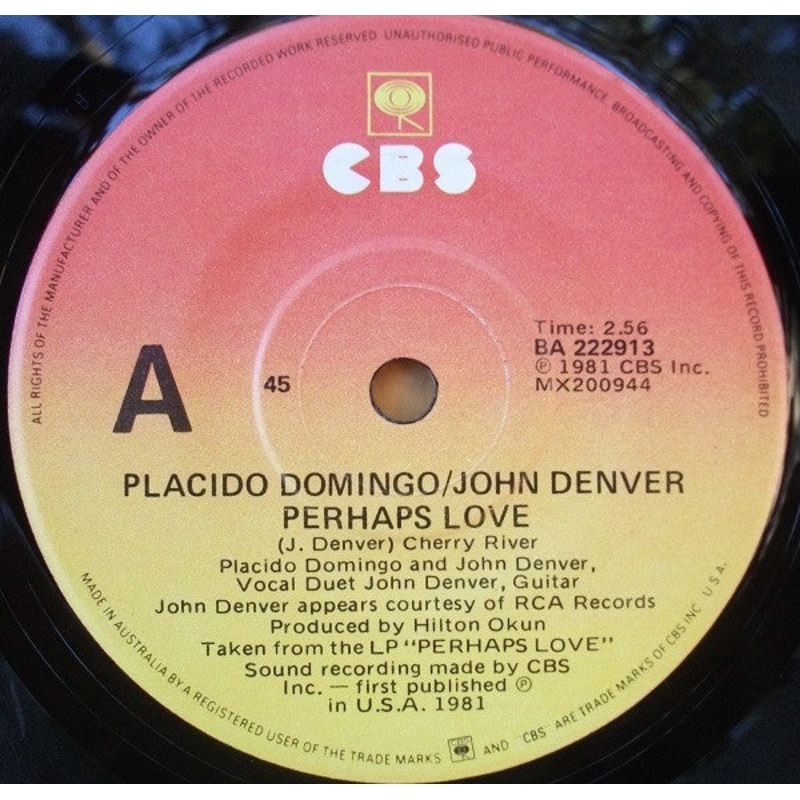 ALL RIGHTS OF THE MANUFACTURER AND OF THE OWNER OF THE RECORDED WORK RESERVED. UNAUTHORISED PUBLIC PERFORMANCE, BROADCASTING AND COPYING OF THIS RECORD PROHIBITED
CBS
Time: 2.56
BA 222913
℗ 1981 CBS Inc.
MX200944
A
45
PLACIDO DOMINGO/JOHN DENVER
PERHAPS LOVE
(J. Denver) Cherry River
Placido Domingo and John Denver,
Vocal Duet John Denver, Guitar
John Denver appears courtesy of RCA Records
Produced by Hilton Okun
Taken from the LP "PERHAPS LOVE"
Sound recording made by CBS
Inc. — first published ℗
in U.S.A. 1981
MADE IN AUSTRALIA BY A REGISTERED USER OF THE TRADE MARKS AND "CBS" ARE TRADE MARKS OF CBS INC U.S.A.